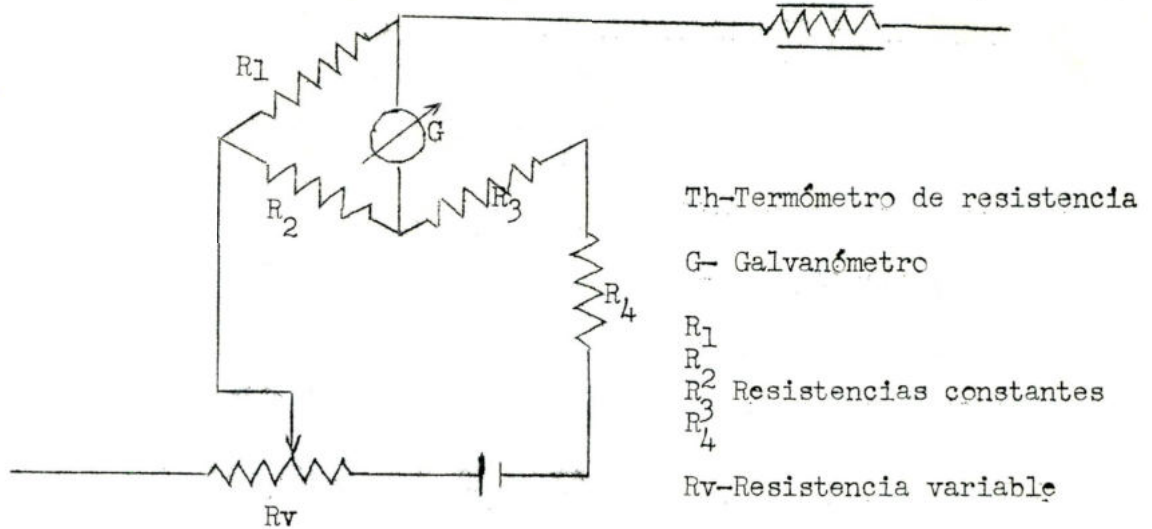 R1
G
R2
R3
R4
Rv
Th-Termómetro de resistencia
G- Galvanómetro
R1
R2
R3 Resistencias constantes
R4
Rv-Resistencia variable